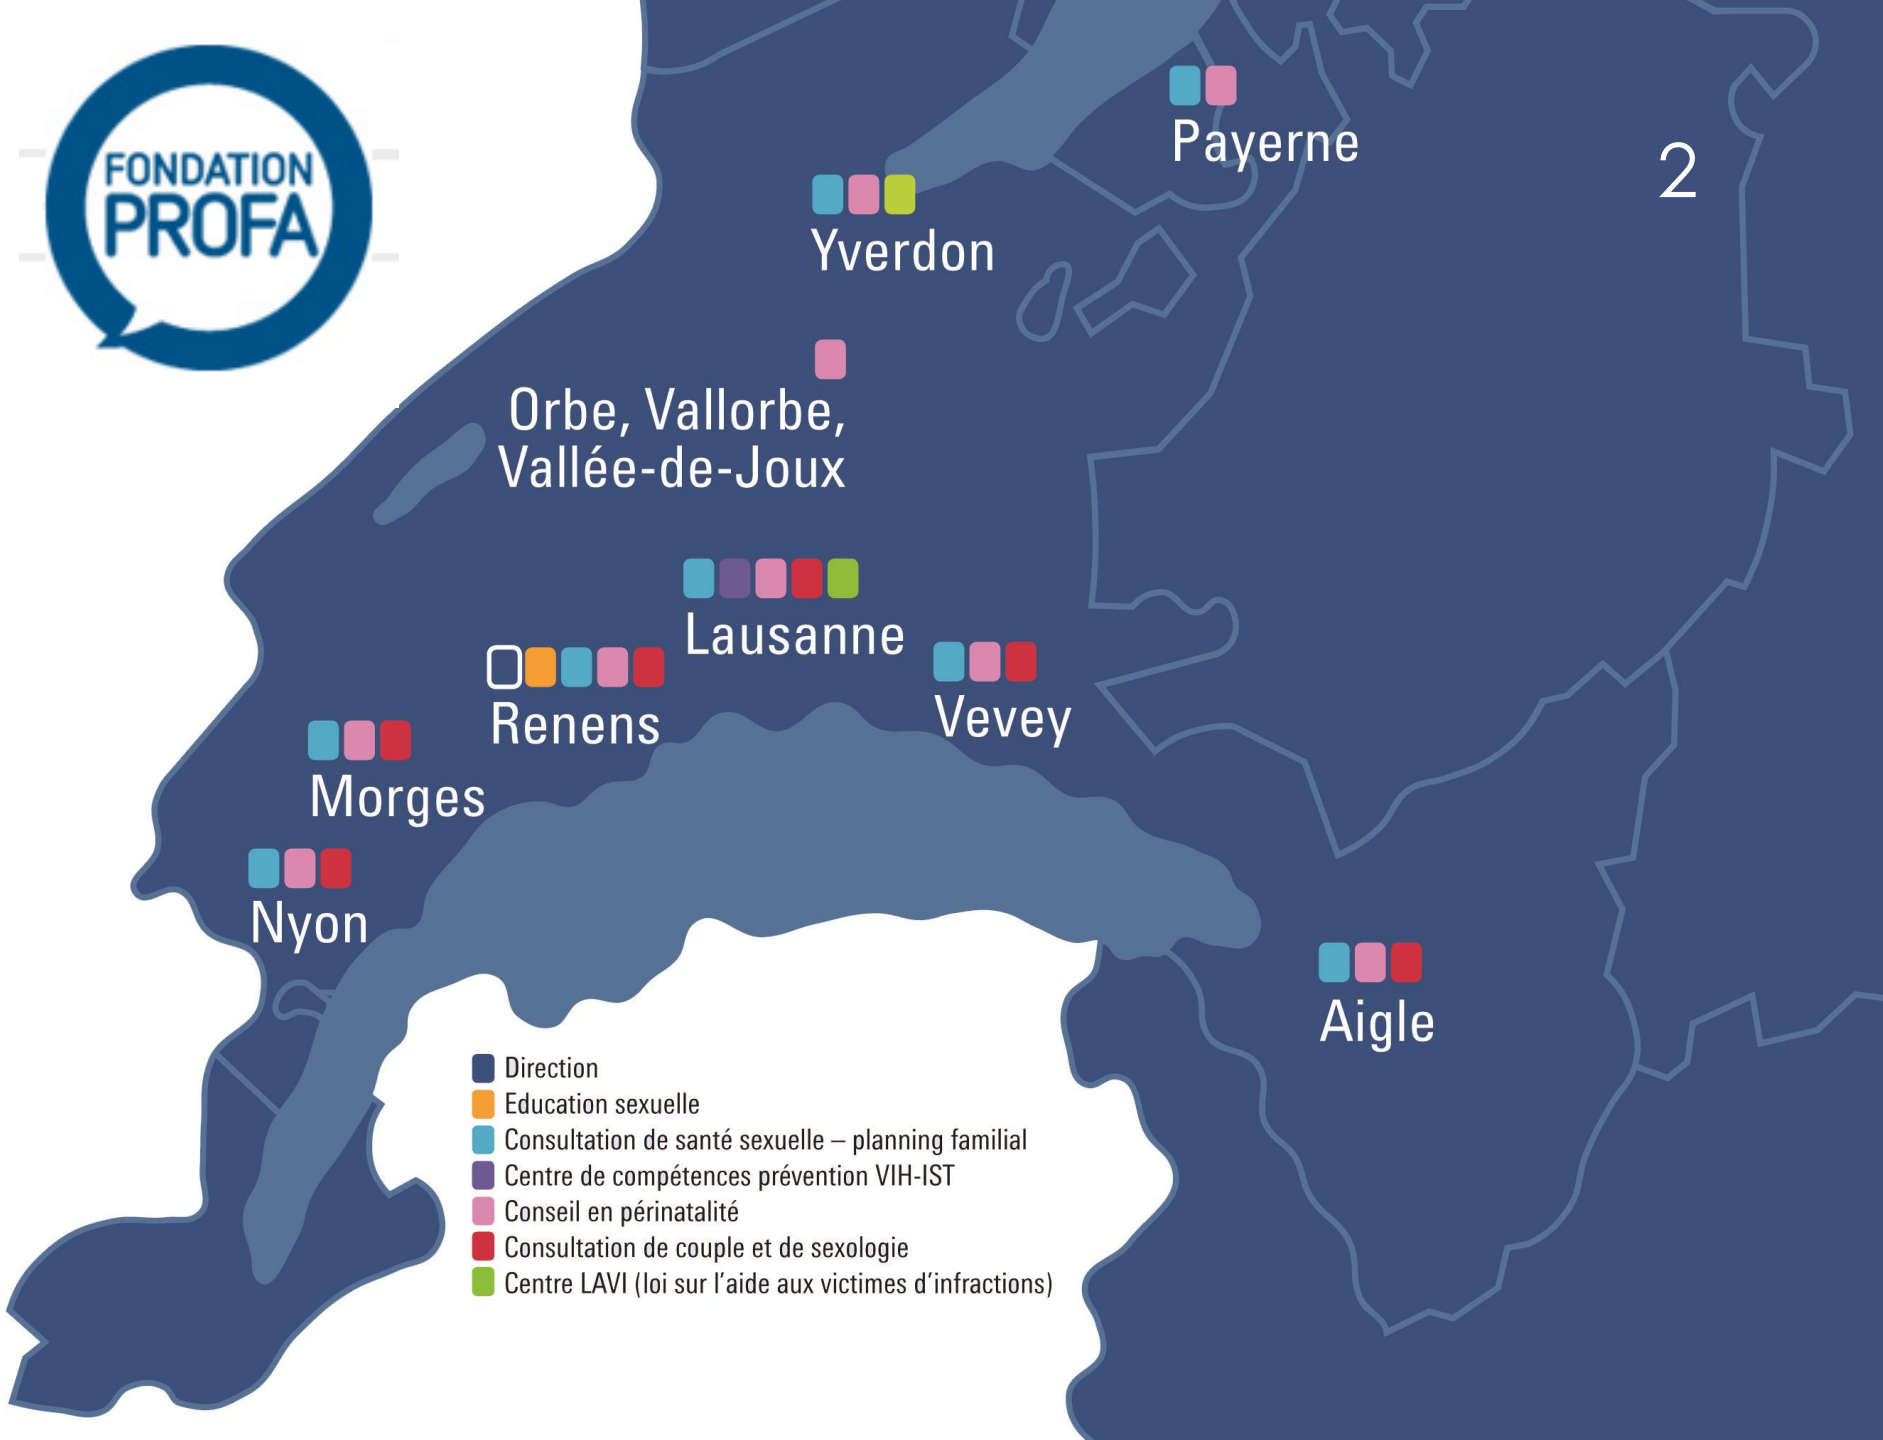 FONDATION
PROFA
Payerne
2
Yverdon
Orbe, Vallorbe,
Vallée-de-Joux
Lausanne
Renens
Vevey
Morges
Nyon
Aigle
Direction
Education sexuelle
Consultation de santé sexuelle – planning familial
Centre de compétences prévention VIH-IST
Conseil en périnatalité
Consultation de couple et de sexologie
Centre LAVI (loi sur l'aide aux victimes d'infractions)